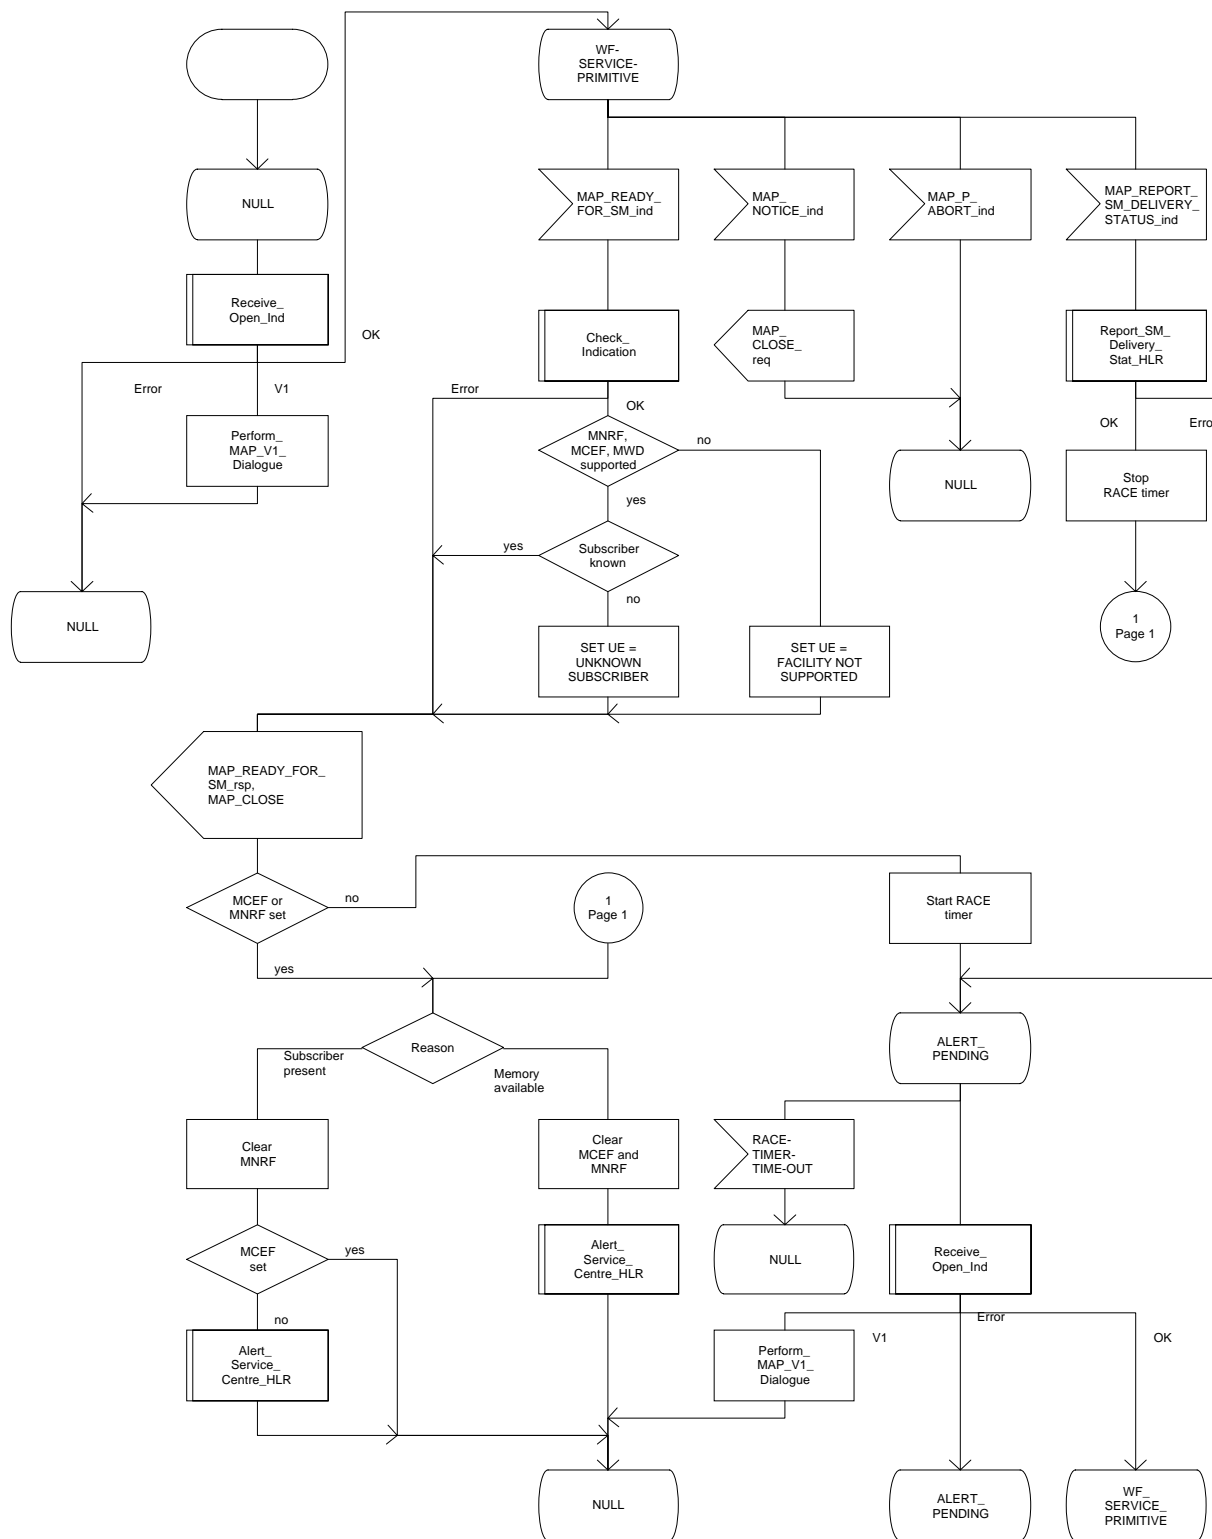 WF-
SERVICE-
PRIMITIVE
NULL
MAP_READY_
FOR_SM_ind
MAP_
NOTICE_ind
MAP_P_
ABORT_ind
MAP_REPORT_
SM_DELIVERY_
STATUS_ind
Receive_
Open_Ind
OK
Error
V1
Perform_
MAP_V1_
Dialogue
NULL
Check_
Indication
MAP_
CLOSE_
req
Report_SM_
Delivery_
Stat_HLR
Error
OK
MNRF,
MCEF, MWD
supported
no
yes
Subscriber
known
yes
no
SET UE =
UNKNOWN
SUBSCRIBER
SET UE =
FACILITY NOT
SUPPORTED
NULL
OK
Erro
Stop
RACE timer
1
Page 1
MAP_READY_FOR_
SM_rsp,
MAP_CLOSE
MCEF or
MNRF set
no
yes
1
Page 1
Start RACE
timer
Reason
Subscriber
present
Memory
available
ALERT_
PENDING
Clear
MNRF
Clear
MCEF and
MNRF
RACE-
TIMER-
TIME-OUT
MCEF
set
yes
no
Alert_
Service_
Centre_HLR
NULL
Receive_
Open_Ind
Alert_
Service_
Centre_HLR
Perform_
MAP_V1_
Dialogue
V1
Error
OK
NULL
ALERT_
PENDING
WF_
SERVICE_
PRIMITIVE